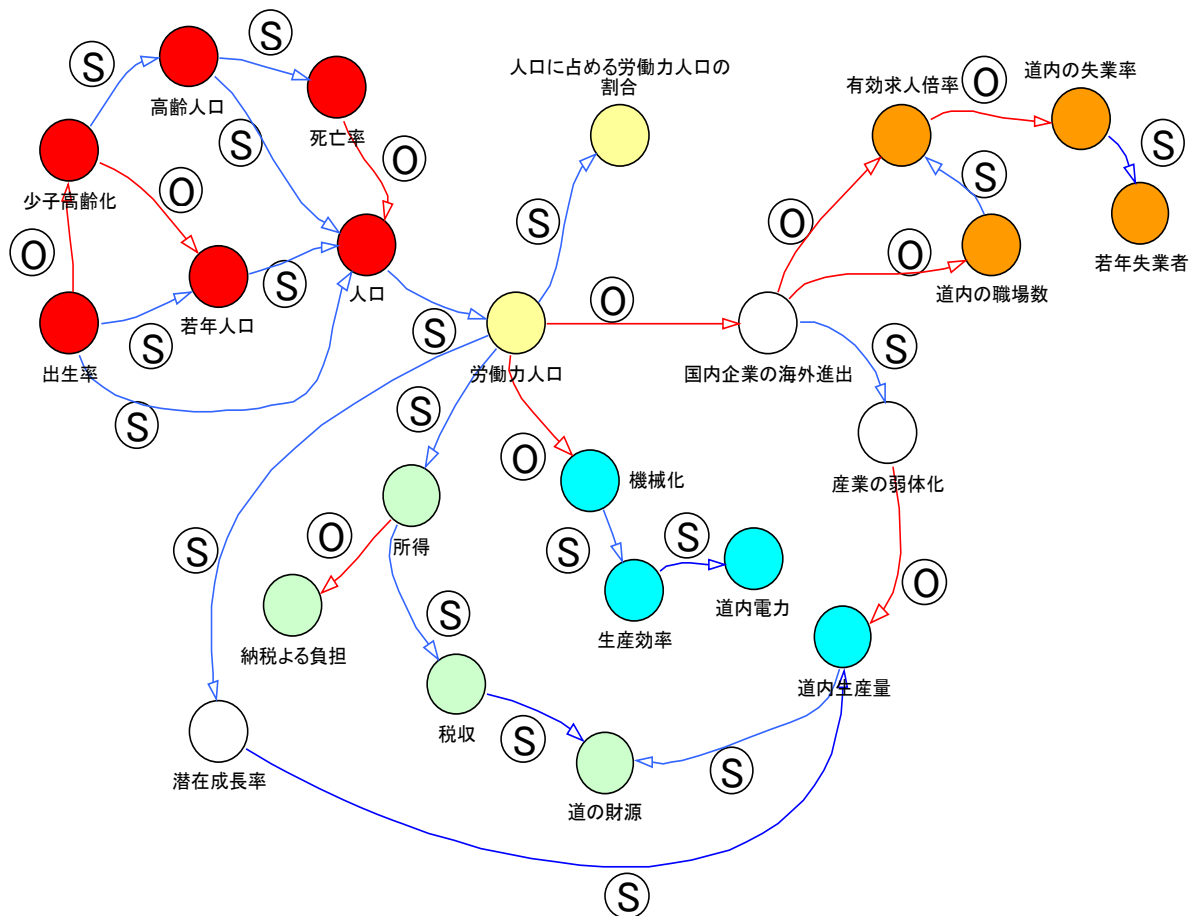 S
S
人口に占める労働力人口の
割合
道内の失業率
有効求人倍率
O
S
高齢人口
S
死亡率
O
S
少子高齢化
O
S
O
S
O
O
若年失業者
道内の職場数
人口
S
若年人口
S
出生率
S
S
O
労働力人口
国内企業の海外進出
S
S
O
機械化
産業の弱体化
所得
O
S
S
S
道内電力
O
生産効率
納税よる負担
S
道内生産量
税収
S
S
潜在成長率
道の財源
S